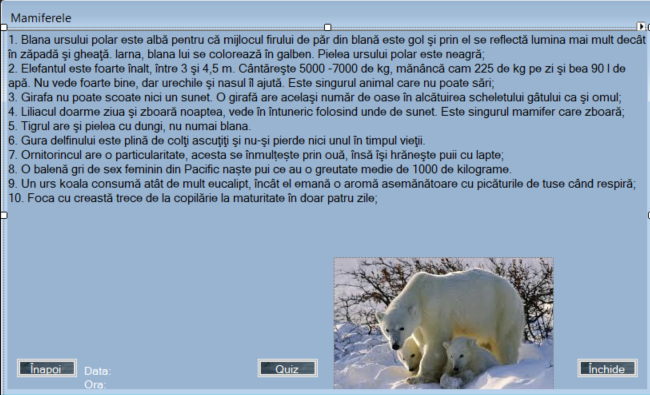 Mamiferele
1. Blana ursului polar este albă pentru că mijlocul firului de păr din blană este gol şi prin el se reflectă lumina mai mult decât
în zăpadă şi gheaţă. Iarna, blana lui se colorează în galben. Pielea ursului polar este neagră;
2. Elefantul este foarte înalt, între 3 şi 4,5 m. Cântăreşte 5000 -7000 de kg, mănâncă cam 225 de kg pe zi şi bea 90 l de
apă. Nu vede foarte bine, dar urechile şi nasul îl ajută. Este singurul animal care nu poate sări;
3. Girafa nu poate scoate nici un sunet. O girafă are acelaşi număr de oase în alcătuirea scheletului gâtului ca şi omul;
4. Liliacul doarme ziua şi zboară noaptea, vede în întuneric folosind unde de sunet. Este singurul mamifer care zboară;
5. Tigrul are şi pielea cu dungi, nu numai blana.
6. Gura delfinului este plină de colţi ascuţiţi şi nu-şi pierde nici unul în timpul vieţii.
7. Ornitorincul are o particularitate, acesta se înmulțește prin ouă, însă îşi hrăneşte puii cu lapte;
8. O balenă gri de sex feminin din Pacific naște pui ce au o greutate medie de 1000 de kilograme.
9. Un urs koala consumă atât de mult eucalipt, încât el emană o aromă asemănătoare cu picăturile de tuse când respiră;
10. Foca cu creastă trece de la copilărie la maturitate în doar patru zile;
Înapoi
Data:
Ora:
Quiz
Închide